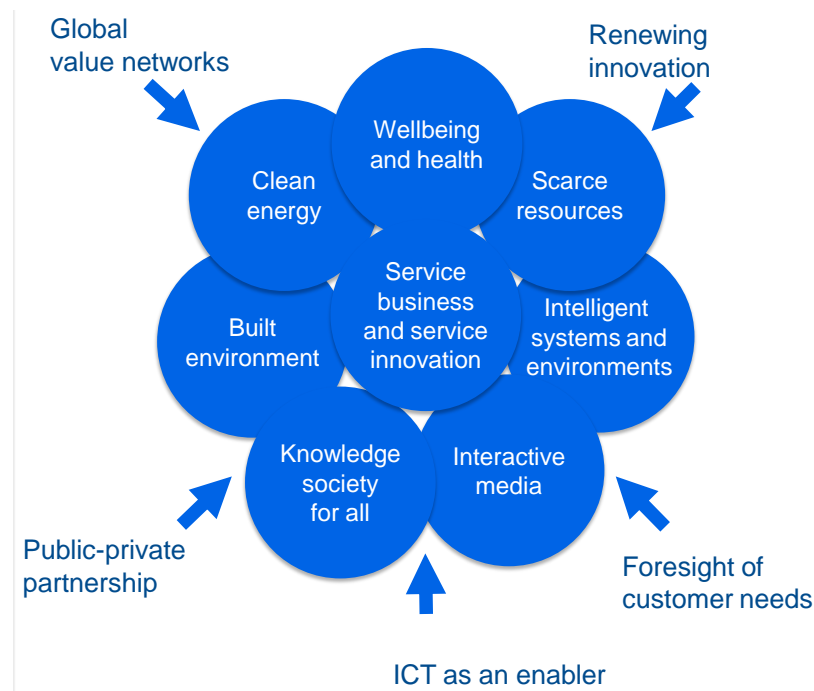 Global
value networks
Renewing
innovation
Wellbeing
and health
Clean
energy
Scarce
resources
Service
business
and service
innovation
Built
environment
Intelligent
systems and
environments
Knowledge
society
for all
Interactive
media
Public-private
partnership
Foresight of
customer needs
ICT as an enabler